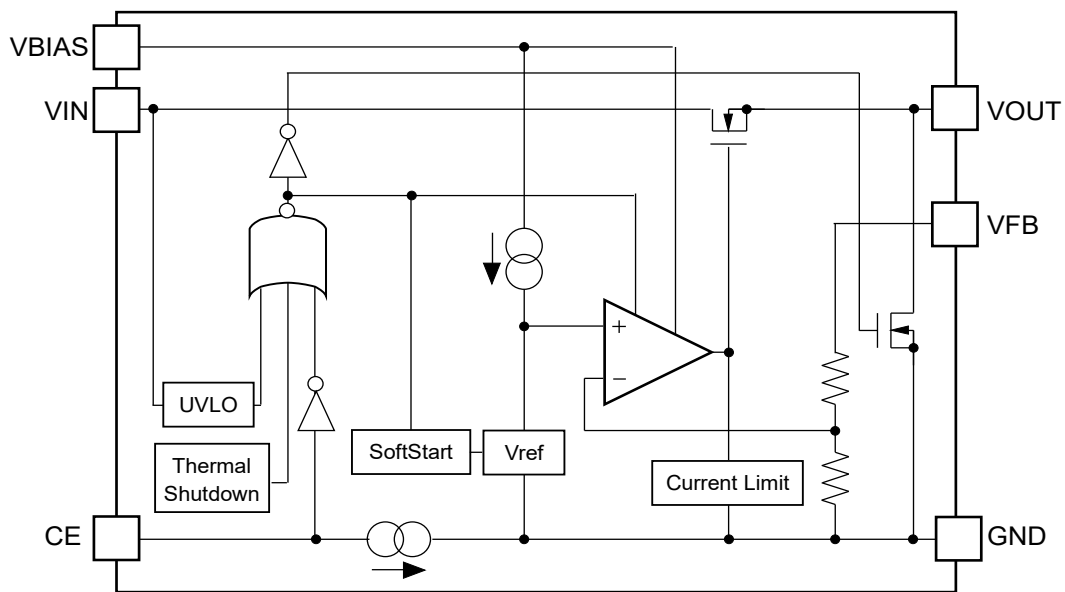 VBIAS
VIN
VOUT
VFB
+
−
UVLO
SoftStart
Vref
Thermal
Shutdown
Current Limit
CE
GND